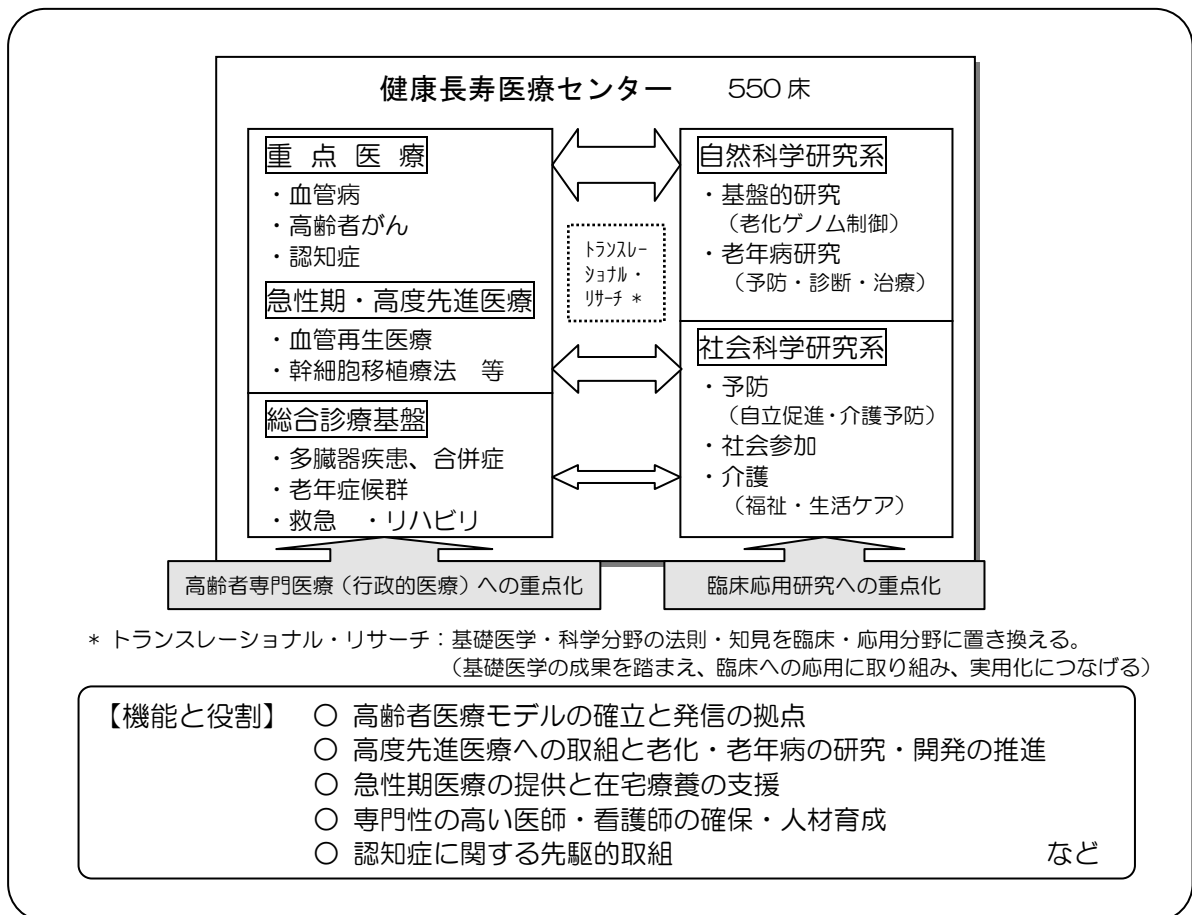 健康長寿医療センター　　550床
重 点 医 療
・血管病
・高齢者がん
・認知症
急性期・高度先進医療
・血管再生医療
・幹細胞移植療法　等
総合診療基盤
・多臓器疾患、合併症
・老年症候群
・救急　・リハビリ
ﾄﾗﾝｽﾚｰ
ｼｮﾅﾙ・
ﾘｻｰﾁ *
自然科学研究系
・基盤的研究
（老化ゲノム制御）
・老年病研究
（予防・診断・治療）
社会科学研究系
・予防
（自立促進・介護予防）
・社会参加
・介護
（福祉・生活ケア）
高齢者専門医療（行政的医療）への重点化
臨床応用研究への重点化
* トランスレーショナル・リサーチ：基礎医学・科学分野の法則・知見を臨床・応用分野に置き換える。
（基礎医学の成果を踏まえ、臨床への応用に取り組み、実用化につなげる）
【機能と役割】　○ 高齢者医療モデルの確立と発信の拠点
○ 高度先進医療への取組と老化・老年病の研究・開発の推進
○ 急性期医療の提供と在宅療養の支援
○ 専門性の高い医師・看護師の確保・人材育成
○ 認知症に関する先駆的取組　　など